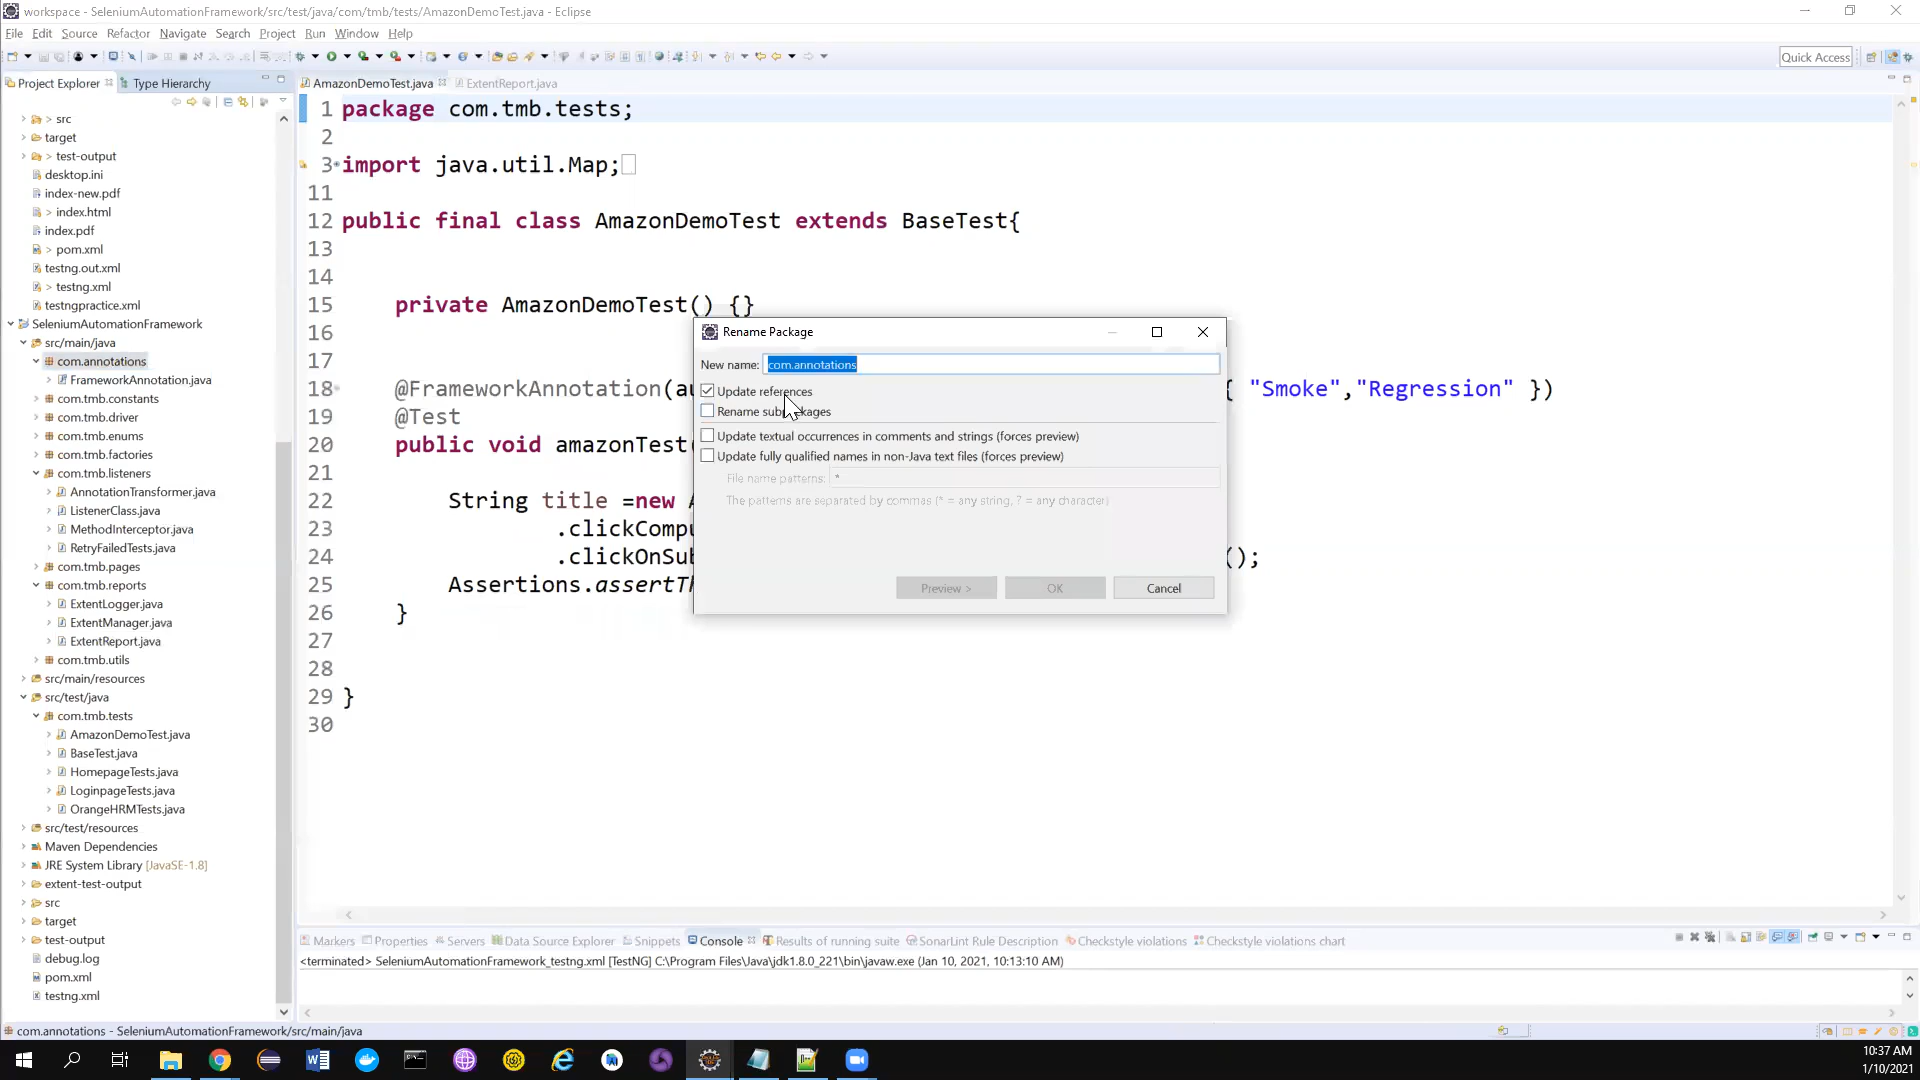 workspace - SeleniumAutomationFramework/src/test/java/com/tmb/tests/AmazonDemoTest.java - Eclipse
File Edit Source Refactor Navigate Search Project Run Window Help
Quick Access
Project Explorer
Type Hierarchy
> src
target
> test-output
desktop.ini
index-new.pdf
> index.html
index.pdf
> pom.xml
testng.out.xml
> testng.xml
testngpractice.xml
SeleniumAutomationFramework
src/main/java
com.annotations
FrameworkAnnotation.java
com.tmb.constants
com.tmb.driver
com.tmb.enums
com.tmb.factories
com.tmb.listeners
AnnotationTransformer.java
ListenerClass.java
MethodInterceptor.java
RetryFailedTests.java
com.tmb.pages
com.tmb.reports
ExtentLogger.java
ExtentManager.java
ExtentReport.java
com.tmb.utils
src/main/resources
src/test/java
com.tmb.tests
AmazonDemoTest.java
BaseTest.java
HomepageTests.java
LoginpageTests.java
OrangeHRMTests.java
src/test/resources
Maven Dependencies
JRE System Library [JavaSE-1.8]
extent-test-output
src
target
test-output
debug.log
pom.xml
testng.xml
AmazonDemoTest.java
ExtentReport.java
1 package com.tmb.tests;
2
3 import java.util.Map;
11
12 public final class AmazonDemoTest extends BaseTest{
13
14
15 private AmazonDemoTest() {}
16
17
18 @FrameworkAnnotation(au { "Smoke","Regression" })
19 @Test
20 public void amazonTest(
21
22 String title =new
23 .clickCompu
24 .clickOnSub ();
25 Assertions.assertTh
26 }
27
28
29 }
30
Rename Package
New name: com.annotations
Update references
Rename subpackages
Update textual occurrences in comments and strings (forces preview)
Update fully qualified names in non-Java text files (forces preview)
File name patterns: *
The patterns are separated by commas (* = any string, ? = any character)
Preview > OK Cancel
Markers Properties Servers Data Source Explorer Snippets Console Results of running suite SonarLint Rule Description Checkstyle violations Checkstyle violations chart
<terminated> SeleniumAutomationFramework_testng.xml [TestNG] C:\Program Files\Java\jdk1.8.0_221\bin\javaw.exe (Jan 10, 2021, 10:13:10 AM)
com.annotations - SeleniumAutomationFramework/src/main/java
10:37 AM
1/10/2021